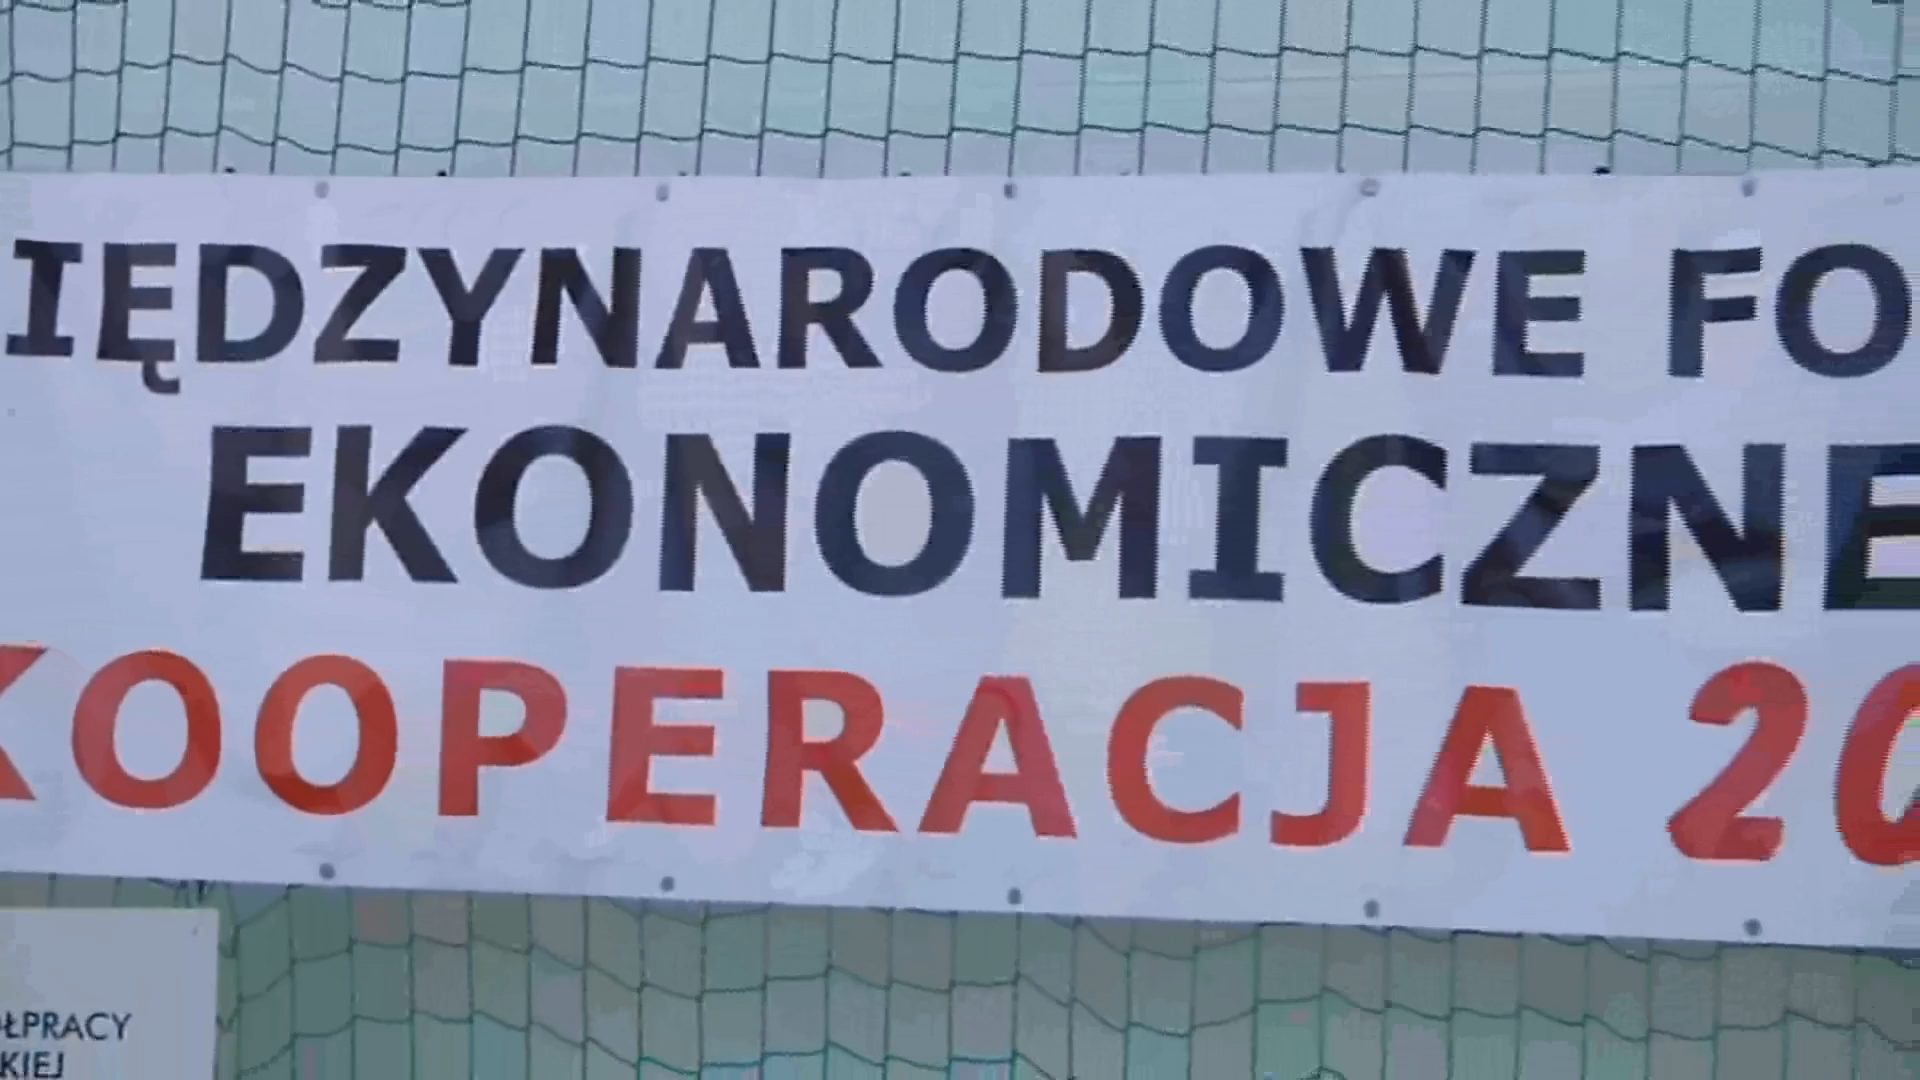 IĘDZYNARODOWE FO
EKONOMICZNE
KOOPERACJA 20
ÓŁPRACY
KIEJ